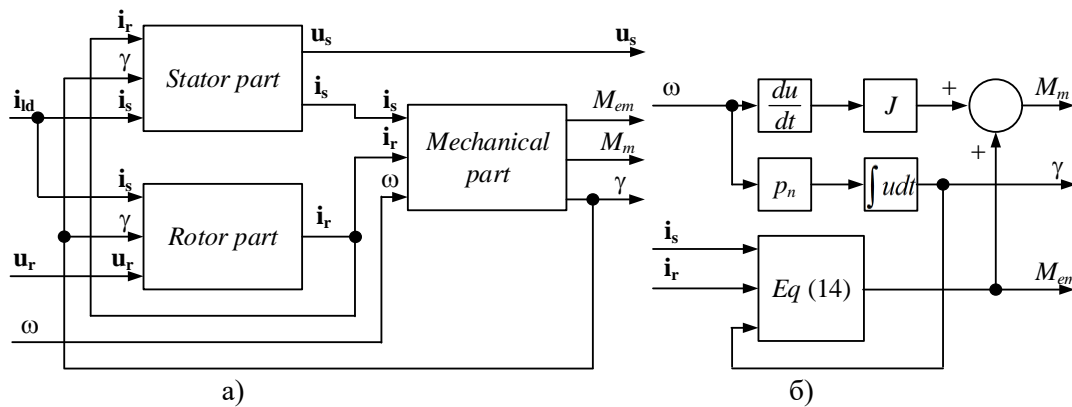 i_r
γ
i_ld
i_s
Stator part
u_s
u_s
i_s
i_s
i_r
ω
Mechanical
part
M_em
M_m
γ
i_s
γ
u_r
u_r
Rotor part
i_r
ω
а)
ω
du
dt
J
+
M_m
+
p_n
∫ udt
γ
i_s
i_r
Eq (14)
M_em
б)